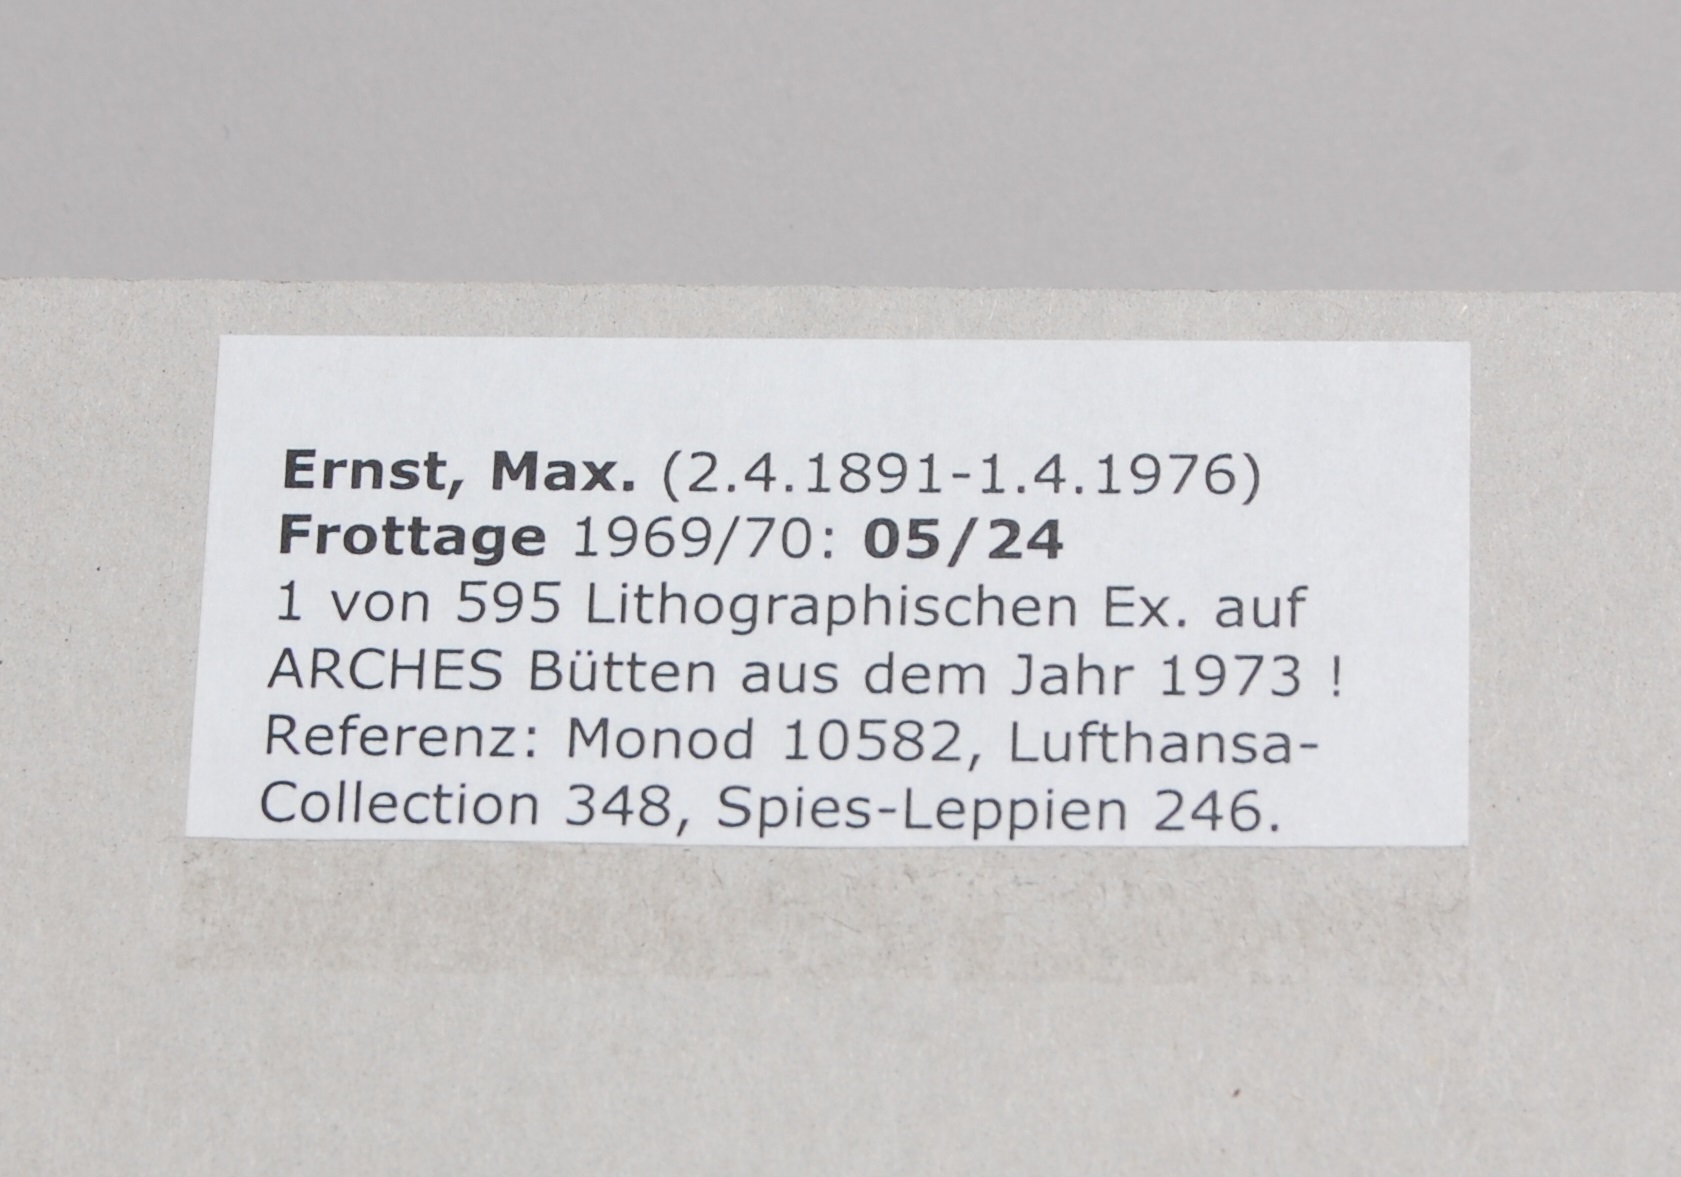 Ernst, Max. (2.4.1891-1.4.1976)
Frottage 1969/70: 05/24
1 von 595 Lithographischen Ex. auf
ARCHES Bütten aus dem Jahr 1973 !
Referenz: Monod 10582, Lufthansa-
Collection 348, Spies-Leppien 246.